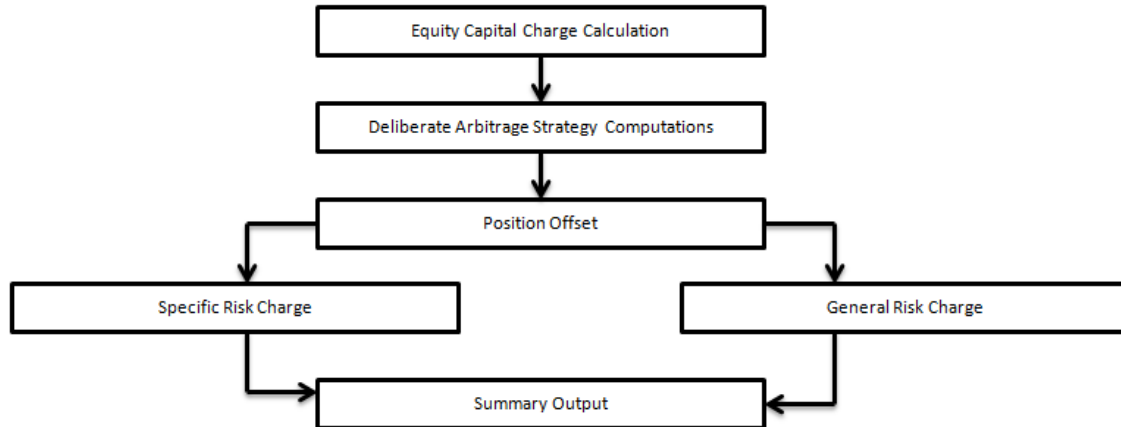 Equity Capital Charge Calculation
Deliberate Arbitrage Strategy Computations
Position Offset
Specific Risk Charge
General Risk Charge
Summary Output